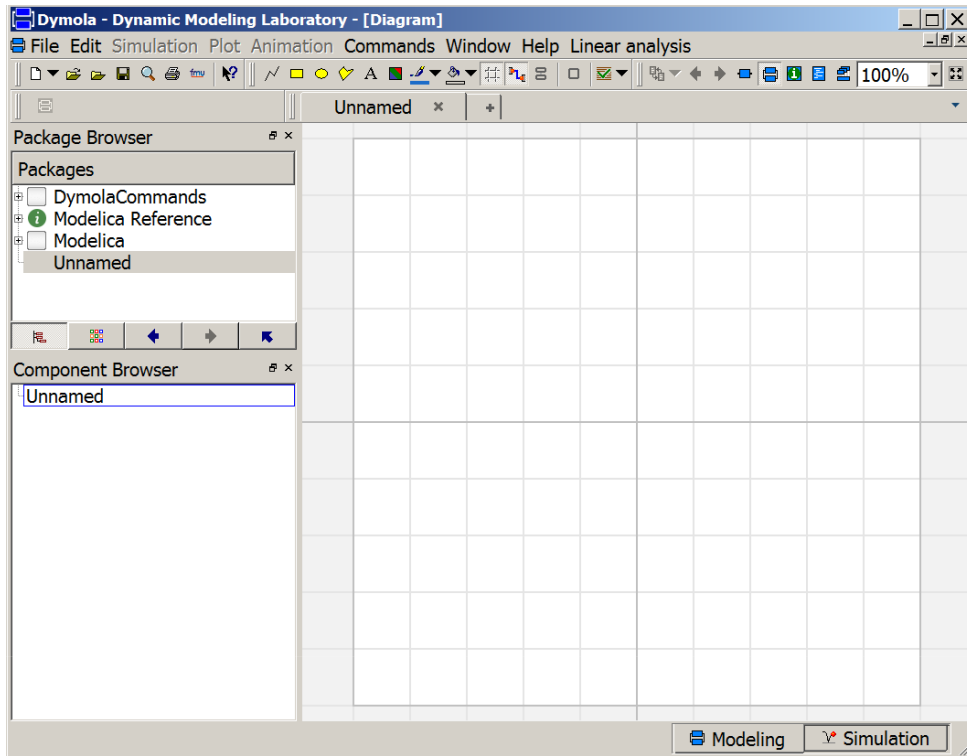 Dymola - Dynamic Modeling Laboratory - [Diagram]
File Edit Simulation Plot Animation Commands Window Help Linear analysis
fmu A 100%
Unnamed
Package Browser
Packages
DymolaCommands
Modelica Reference
Modelica
Unnamed
Component Browser
Unnamed
Modeling Simulation